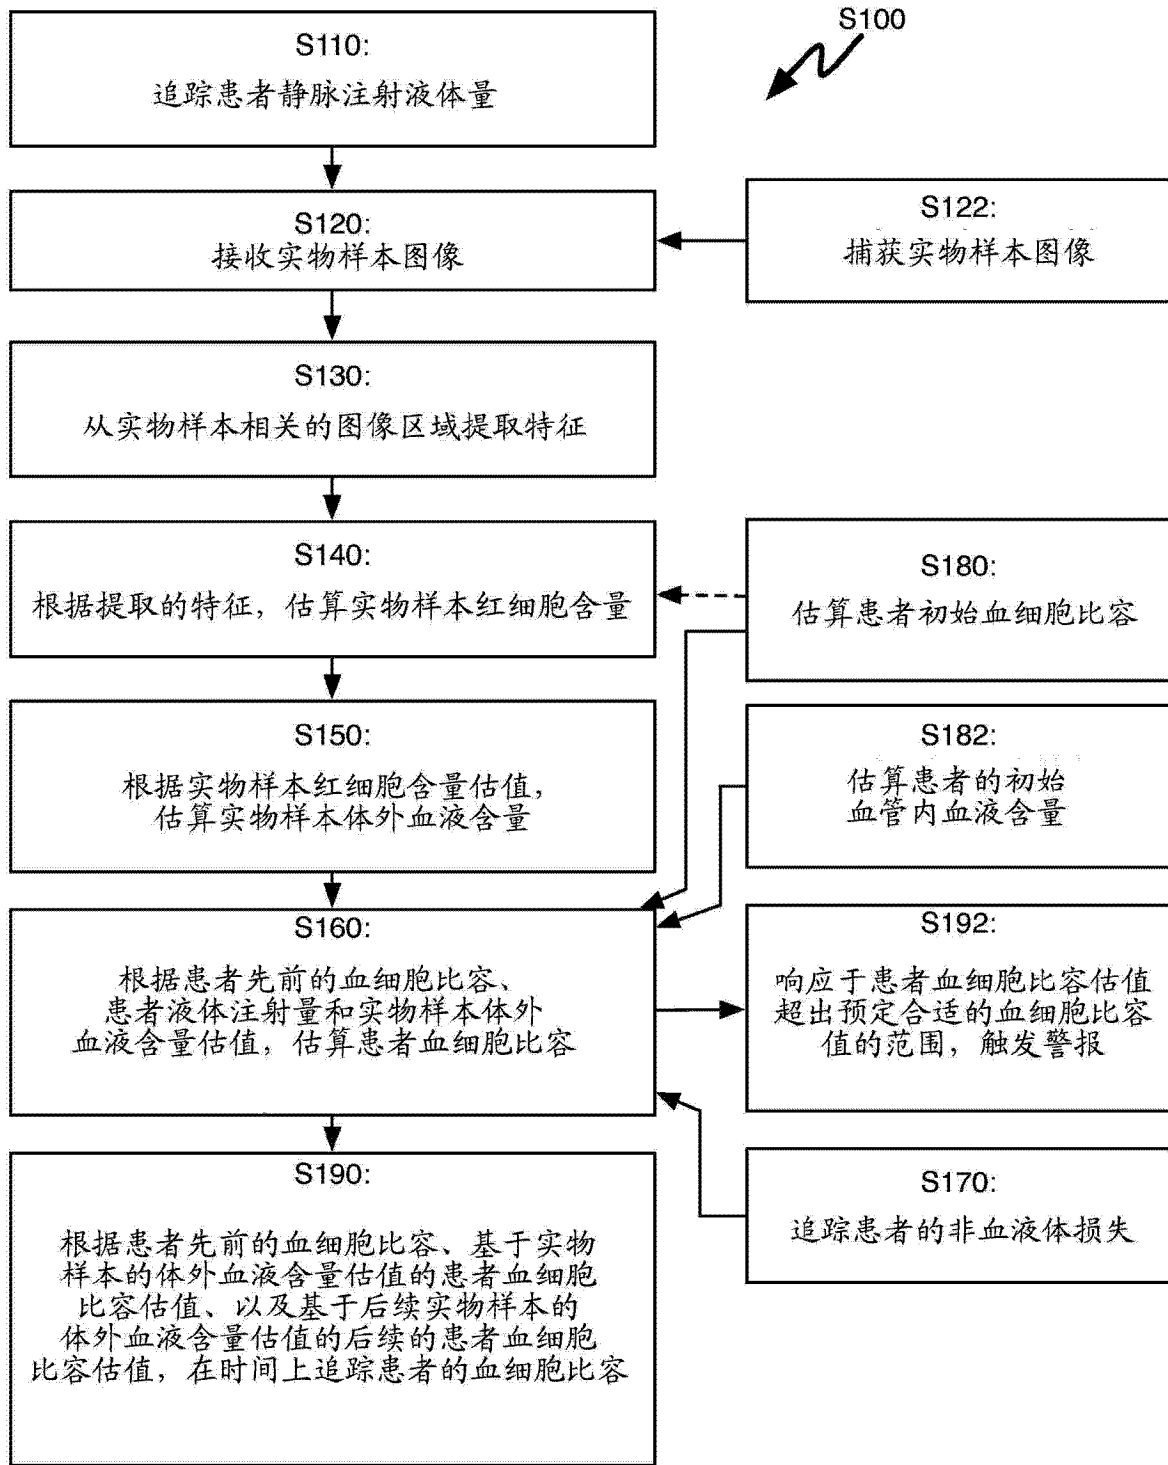 S100
S110:
追踪患者静脉注射液体量
S120:
接收实物样本图像
S122:
捕获实物样本图像
S130:
从实物样本相关的图像区域提取特征
S140:
根据提取的特征，估算实物样本红细胞含量
S180:
估算患者初始血细胞比容
S150:
根据实物样本红细胞含量估值，
估算实物样本体外血液含量
S182:
估算患者的初始
血管内血液含量
S160:
根据患者先前的血细胞比容、
患者液体注射量和实物样本体外
血液含量估值，估算患者血细胞比容
S192:
响应于患者血细胞比容估值
超出预定合适的血细胞比容
值的范围，触发警报
S170:
追踪患者的非血液体损失
S190:
根据患者先前的血细胞比容、基于实物
样本的体外血液含量估值的患者血细胞
比容估值、以及基于后续实物样本的
体外血液含量估值的后续的患者血细胞
比容估值，在时间上追踪患者的血细胞比容